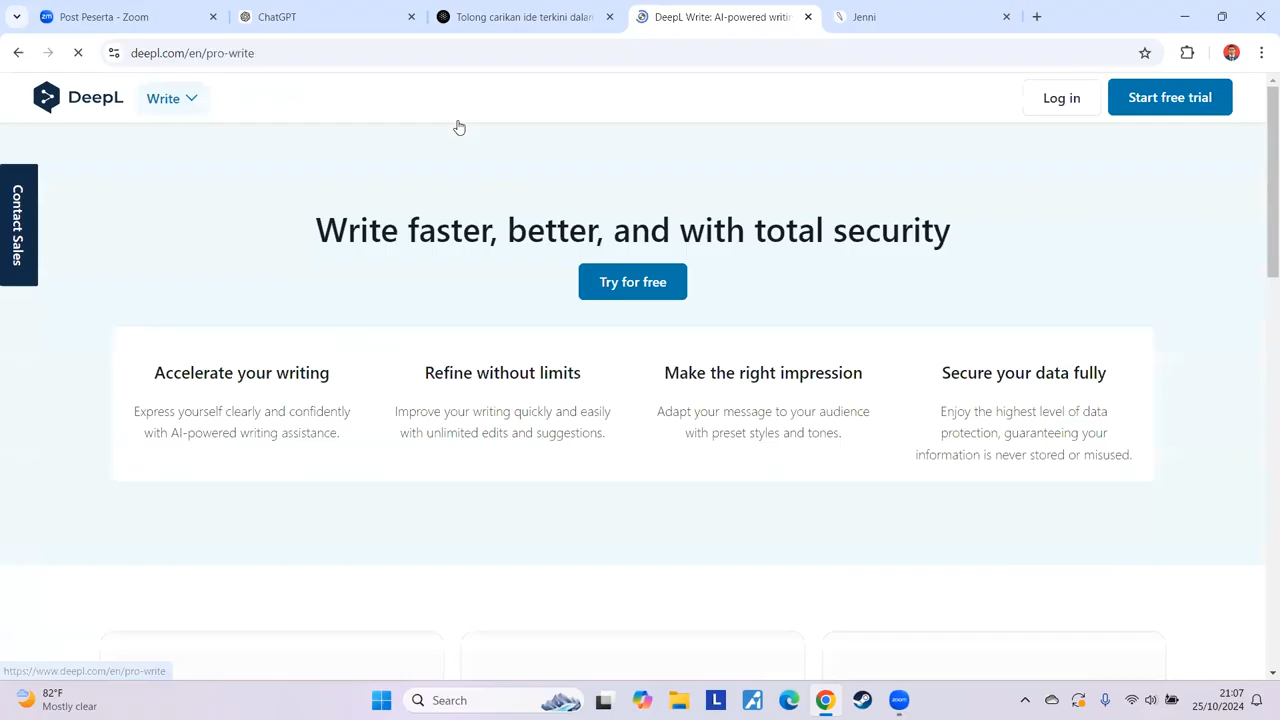 Post Peserta - Zoom
ChatGPT
Tolong carikan ide terkini dalan
DeepL Write: AI-powered writin
Jenni
deepl.com/en/pro-write
DeepL
Write
Log in
Start free trial
Contact Sales
Write faster, better, and with total security
Try for free
Accelerate your writing
Express yourself clearly and confidently
with AI-powered writing assistance.
Refine without limits
Improve your writing quickly and easily
with unlimited edits and suggestions.
Make the right impression
Adapt your message to your audience
with preset styles and tones.
Secure your data fully
Enjoy the highest level of data
protection, guaranteeing your
information is never stored or misused.
https://www.deepl.com/en/pro-write
82°F
Mostly clear
Search
21:07
25/10/2024